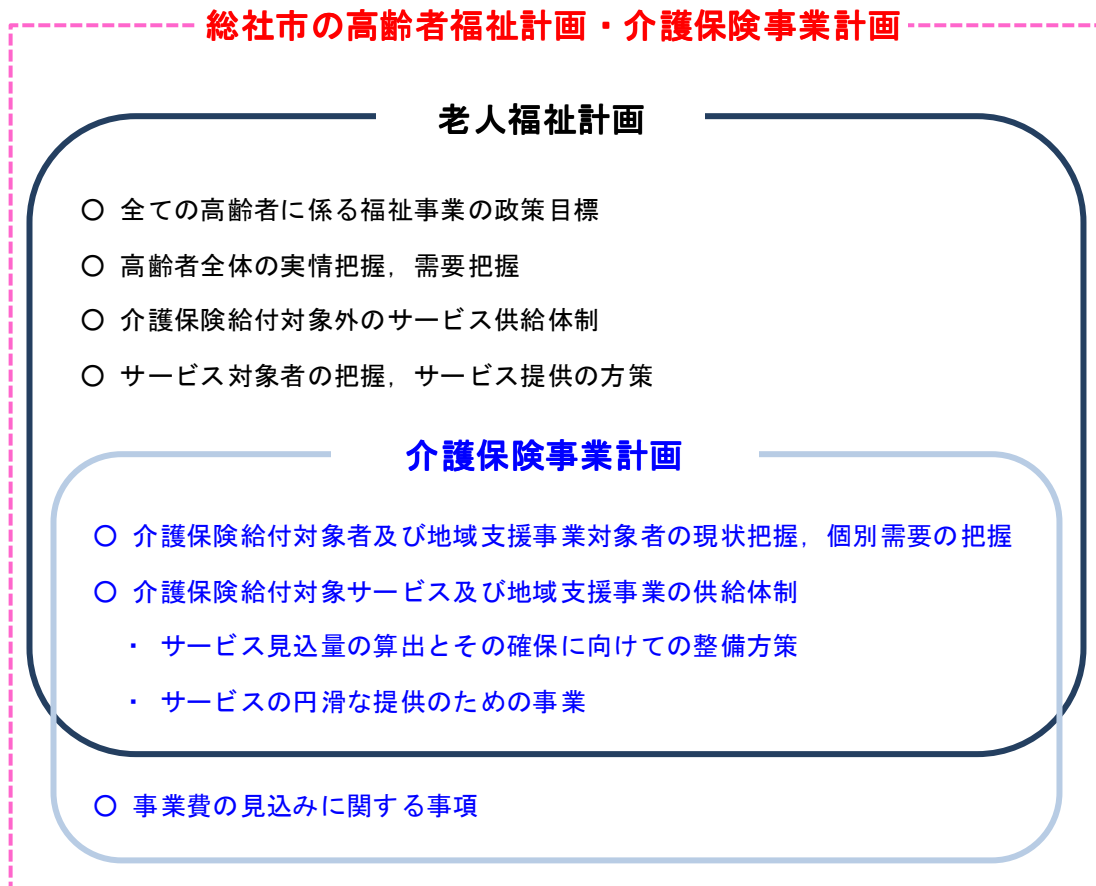 総社市の高齢者福祉計画・介護保険事業計画
老人福祉計画
○ 全ての高齢者に係る福祉事業の政策目標
○ 高齢者全体の実情把握，需要把握
○ 介護保険給付対象外のサービス供給体制
○ サービス対象者の把握，サービス提供の方策
介護保険事業計画
○ 介護保険給付対象者及び地域支援事業対象者の現状把握，個別需要の把握
○ 介護保険給付対象サービス及び地域支援事業の供給体制
・ サービス見込量の算出とその確保に向けての整備方策
・ サービスの円滑な提供のための事業
○ 事業費の見込みに関する事項